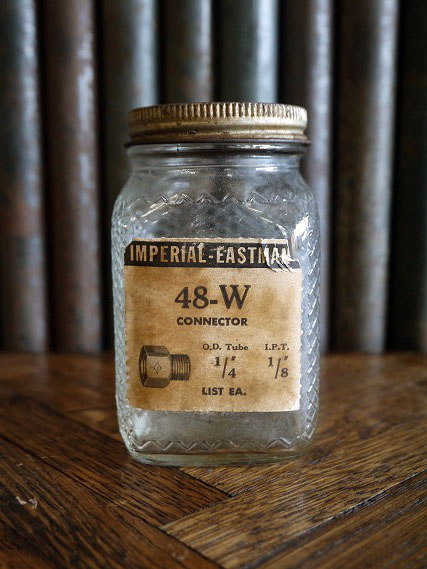 IMPERIAL-EASTMAN
48-W
CONNECTOR
O.D. Tube I.P.T.
1/4" 1/8"
LIST EA.